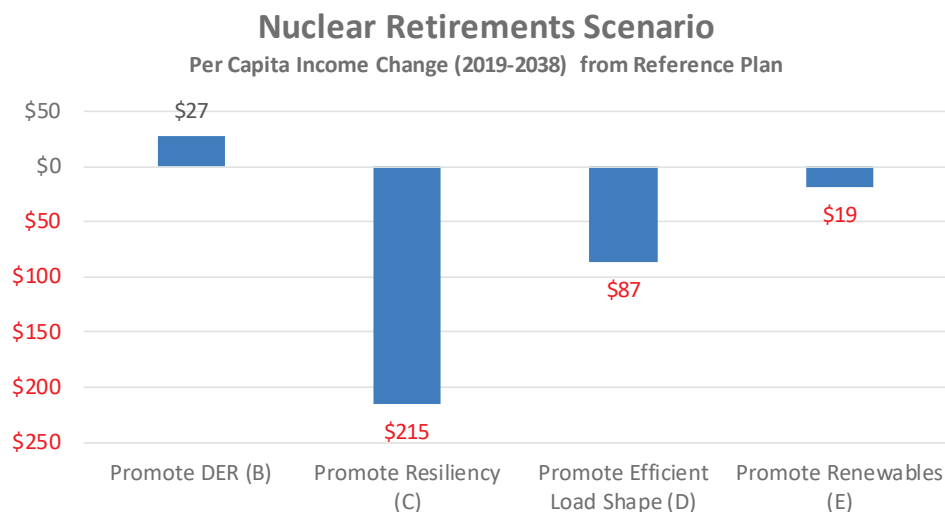 Nuclear Retirements Scenario
Per Capita Income Change (2019-2038) from Reference Plan
$50
$27
$0
$50
$19
$100
$87
$150
$200
$215
$250
Promote DER (B)
Promote Resiliency
(C)
Promote Efficient
Load Shape (D)
Promote Renewables
(E)